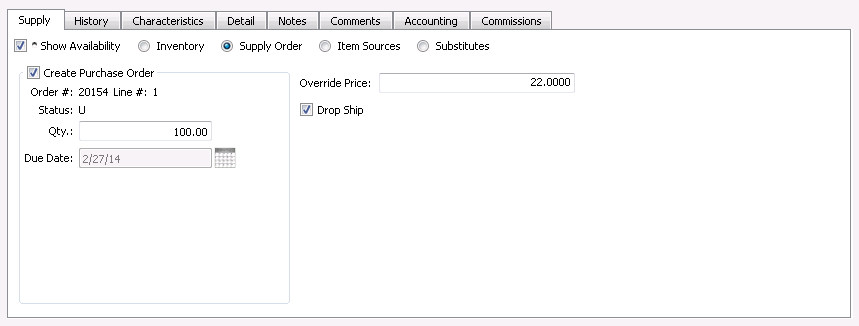 Supply History Characteristics Detail Notes Comments Accounting Commissions
* Show Availability Inventory Supply Order Item Sources Substitutes
Create Purchase Order
Order #: 20154 Line #: 1
Status: U
Qty.: 100.00
Due Date: 2/27/14
Override Price: 22.0000
Drop Ship